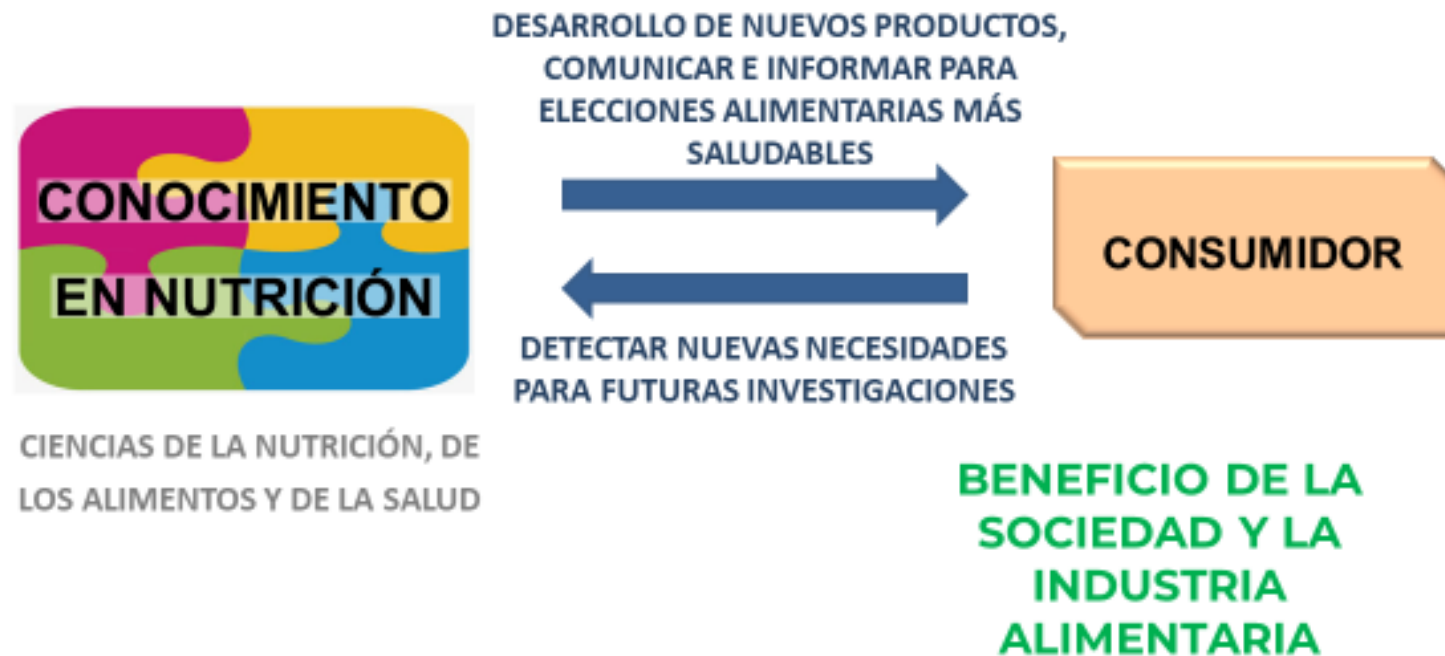 DESARROLLO DE NUEVOS PRODUCTOS,
COMUNICAR E INFORMAR PARA
ELECCIONES ALIMENTARIAS MÁS
SALUDABLES
CONOCIMIENTO
EN NUTRICIÓN
CONSUMIDOR
DETECTAR NUEVAS NECESIDADES
PARA FUTURAS INVESTIGACIONES
CIENCIAS DE LA NUTRICIÓN, DE
LOS ALIMENTOS Y DE LA SALUD
BENEFICIO DE LA
SOCIEDAD Y LA
INDUSTRIA
ALIMENTARIA